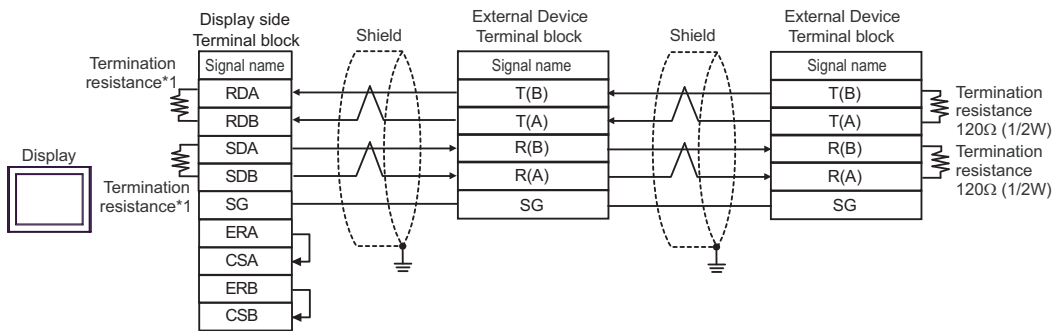 Display side
Terminal block
Shield
External Device
Terminal block
Shield
External Device
Terminal block
Termination
resistance*1
Signal name
Signal name
Signal name
RDA
T(B)
T(B)
Termination
resistance
120Ω (1/2W)
RDB
T(A)
T(A)
SDA
R(B)
R(B)
Termination
resistance
120Ω (1/2W)
Display
SDB
R(A)
R(A)
Termination
resistance*1
SG
SG
SG
ERA
CSA
ERB
CSB